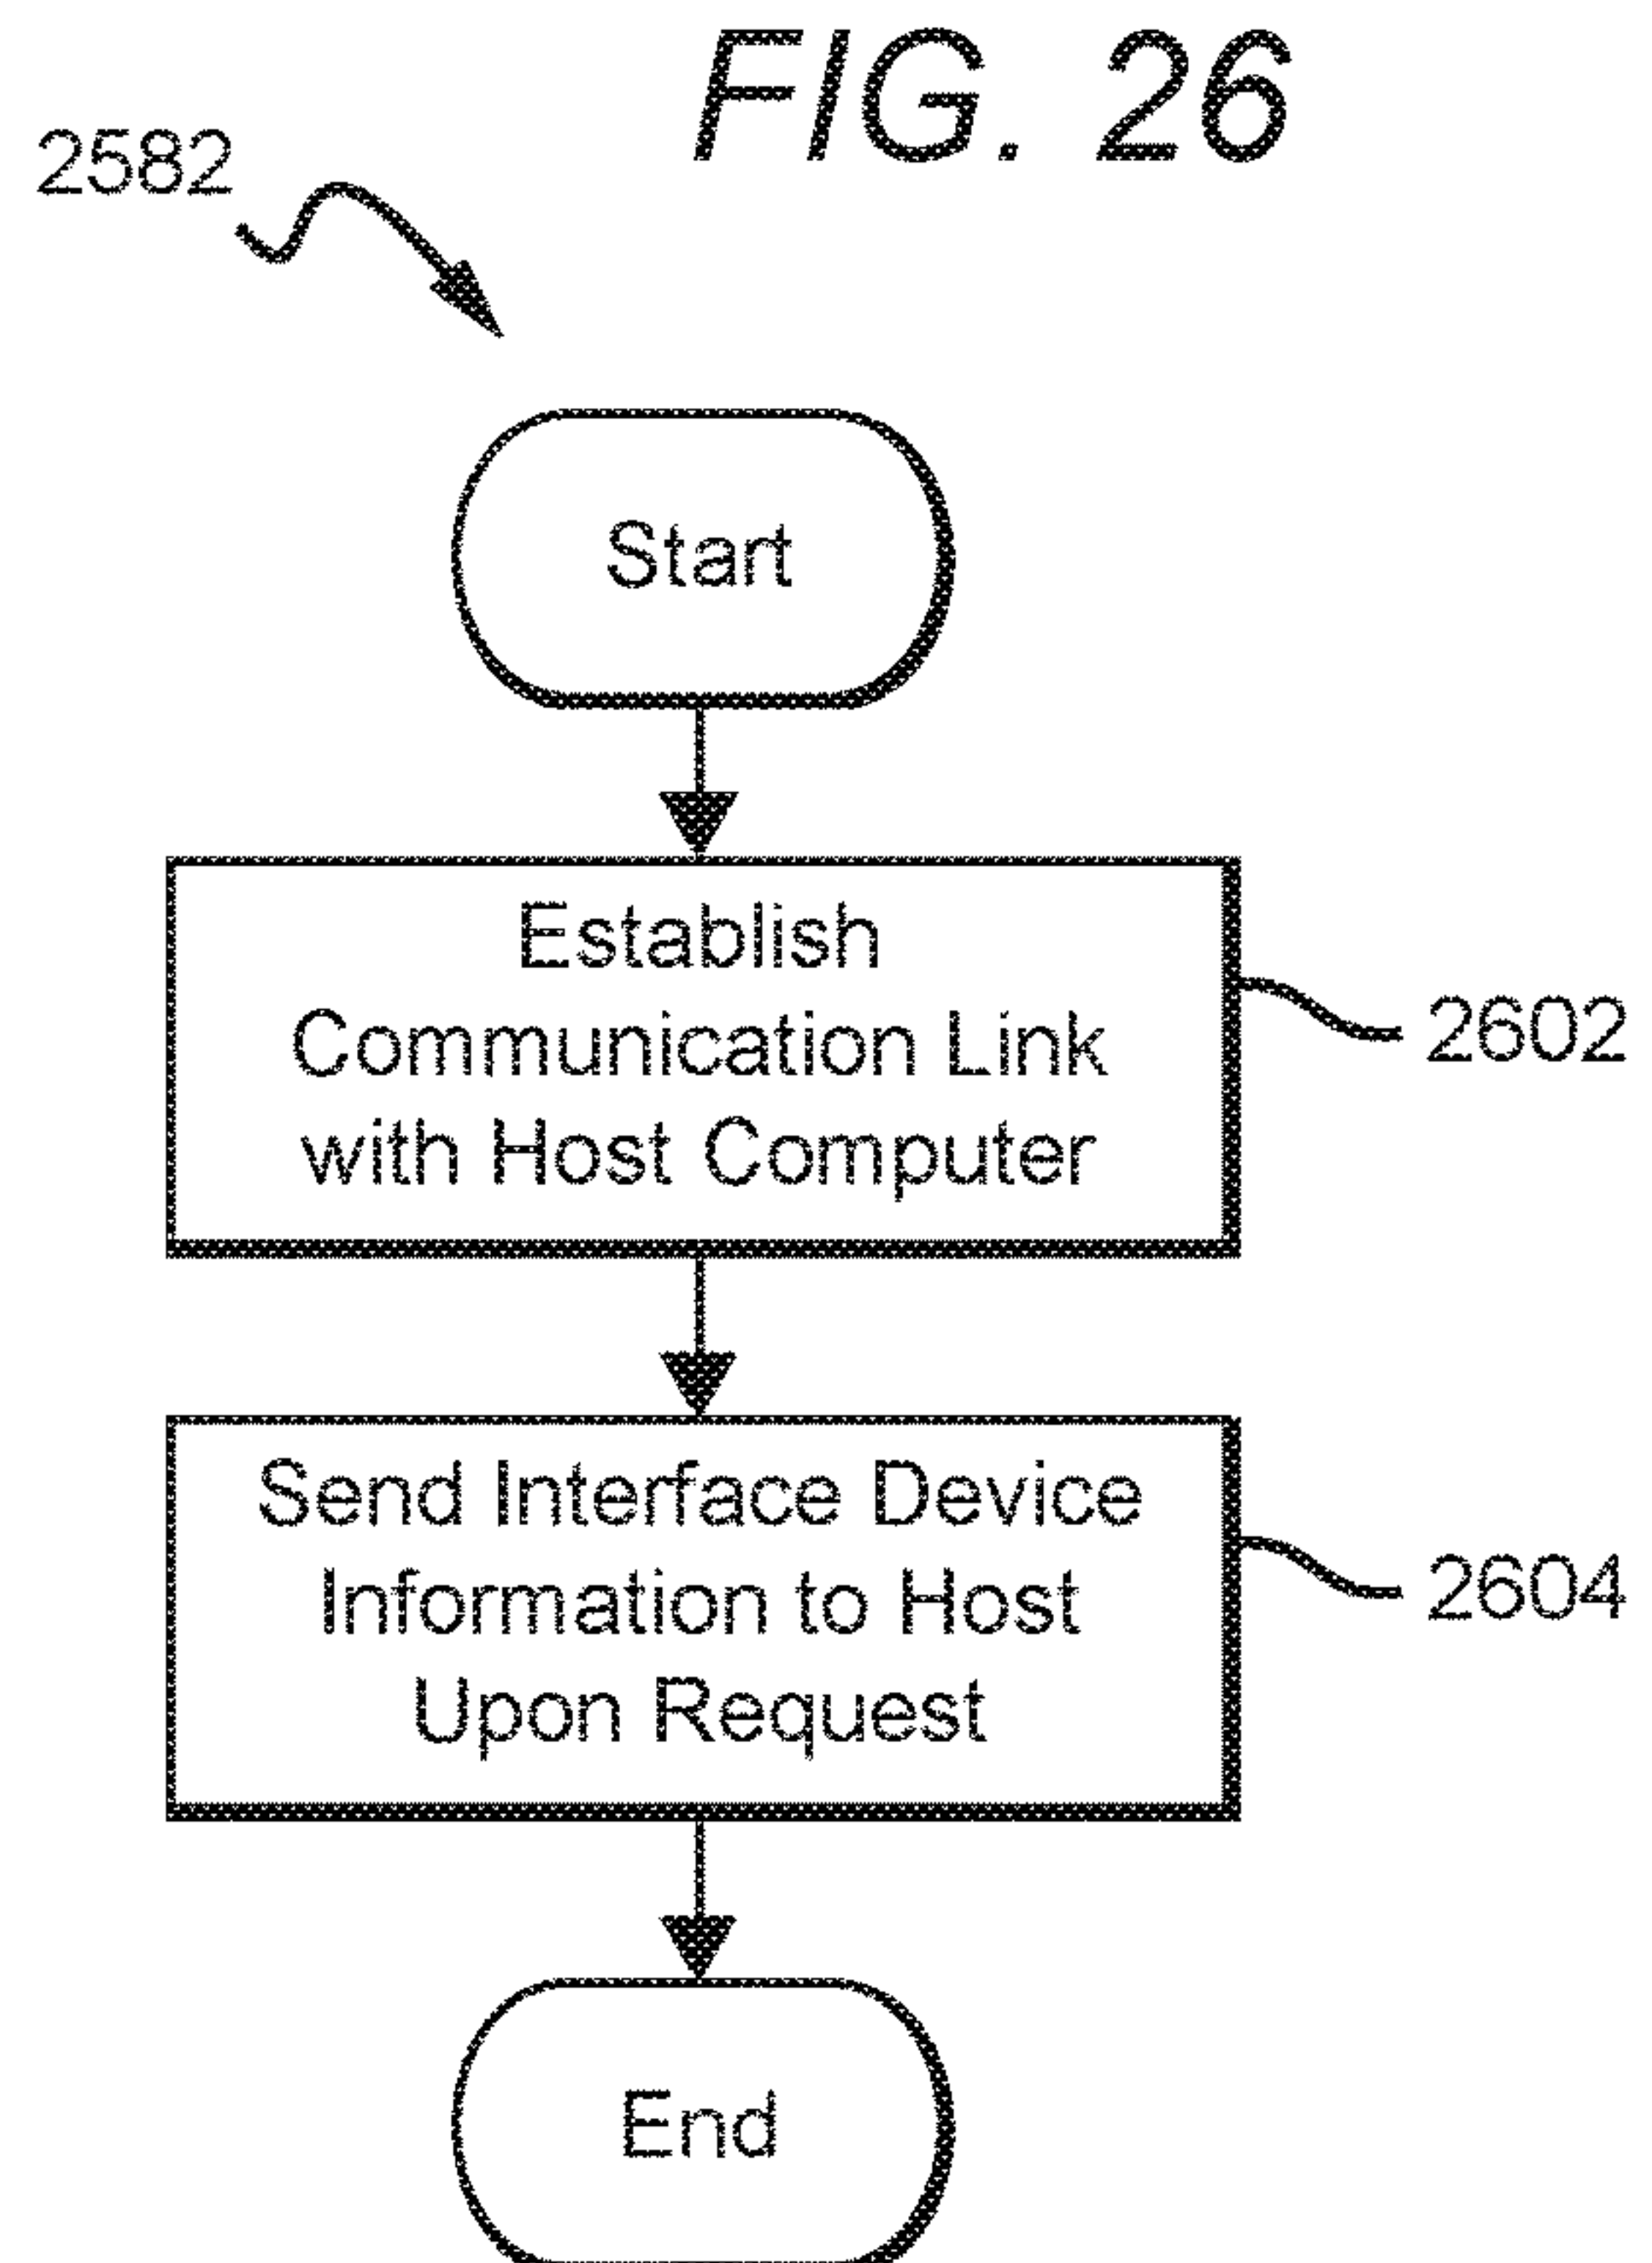 FIG. 26
2582
Start
Establish
Communication Link
with Host Computer
2602
Send Interface Device
Information to Host
Upon Request
2604
End